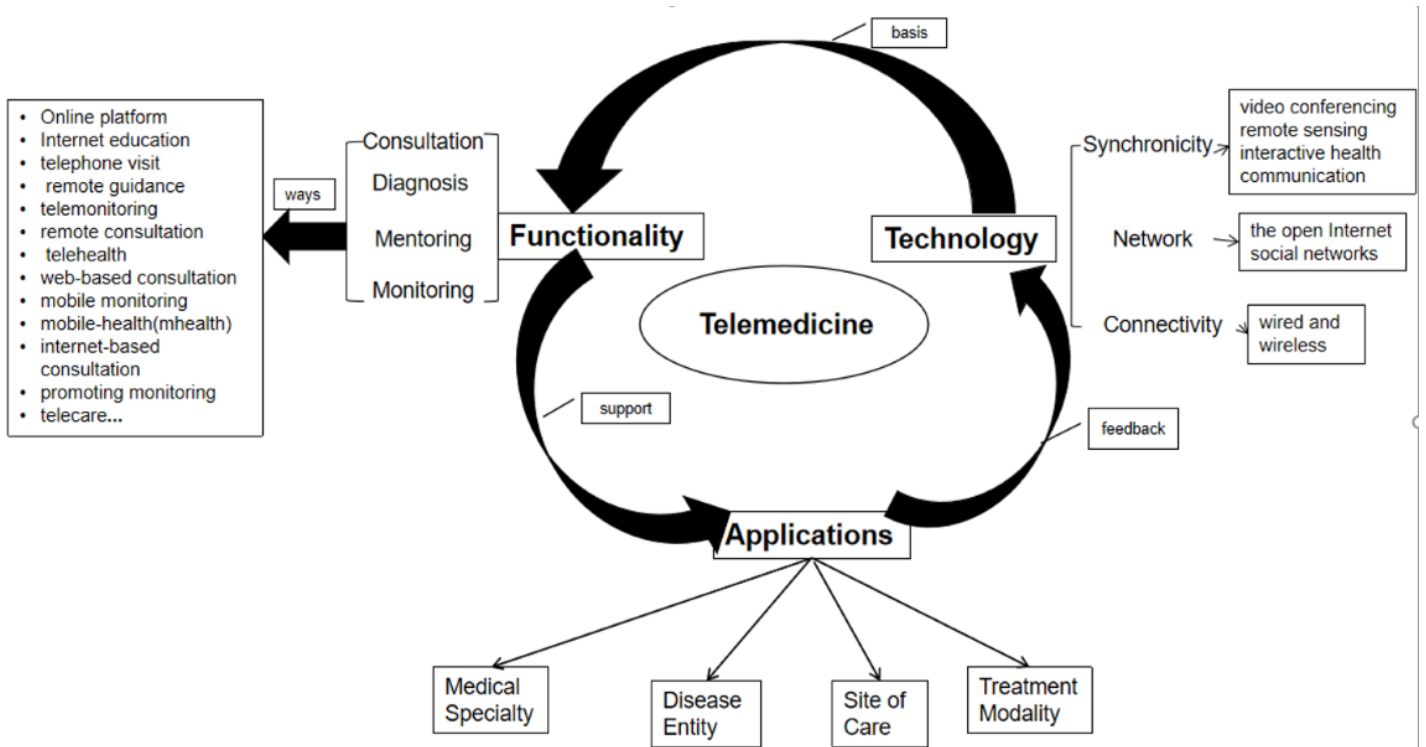 basis
• Online platform
• Internet education
• telephone visit
• remote guidance
• telemonitoring
• remote consultation
• telehealth
• web-based consultation
• mobile monitoring
• mobile-health(mhealth)
• internet-based
consultation
• promoting monitoring
• telecare...
ways
Consultation
Diagnosis
Mentoring
Monitoring
Functionality
Technology
Telemedicine
Synchronicity
video conferencing
remote sensing
interactive health
communication
Network
the open Internet
social networks
Connectivity
wired and
wireless
support
feedback
Applications
Medical
Specialty
Disease
Entity
Site of
Care
Treatment
Modality